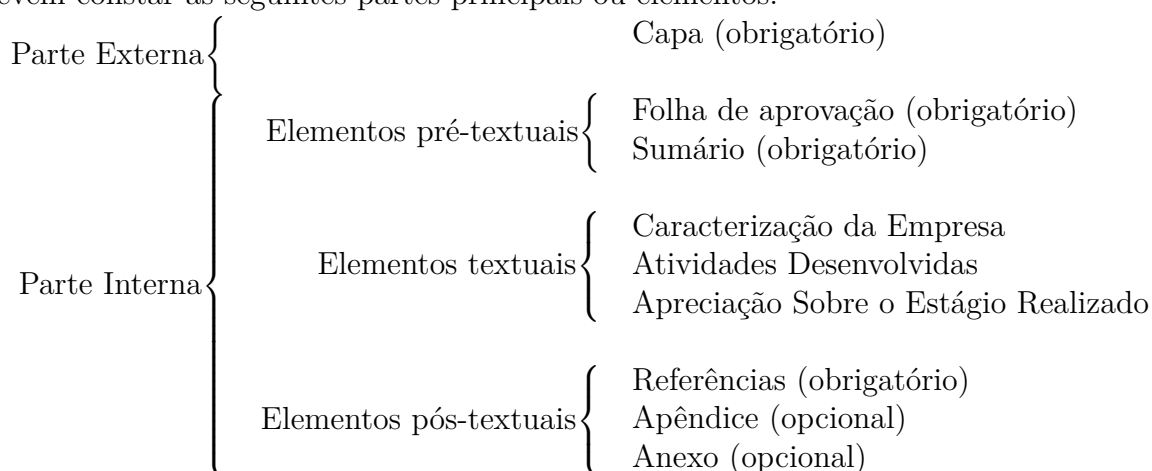 devem constar as seguintes partes principais ou elementos:
Parte Externa
Capa (obrigatório)
Parte Interna
Elementos pré-textuais
Folha de aprovação (obrigatório)
Sumário (obrigatório)
Elementos textuais
Caracterização da Empresa
Atividades Desenvolvidas
Apreciação Sobre o Estágio Realizado
Elementos pós-textuais
Referências (obrigatório)
Apêndice (opcional)
Anexo (opcional)